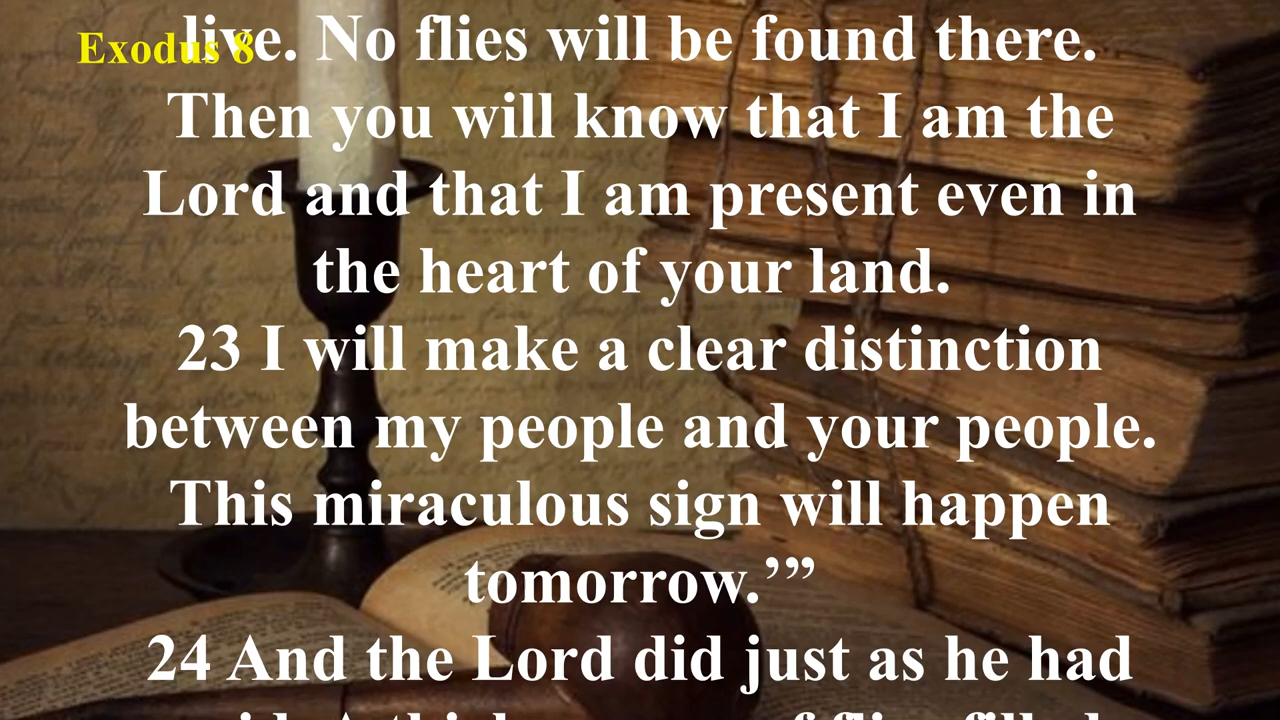 Exodus 8
live. No flies will be found there.
Then you will know that I am the
Lord and that I am present even in
the heart of your land.
23 I will make a clear distinction
between my people and your people.
This miraculous sign will happen
tomorrow.’”
24 And the Lord did just as he had